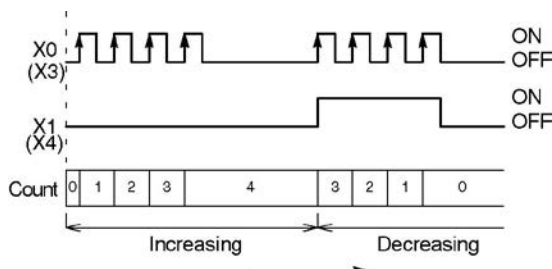 X0
(X3)
ON
OFF
X1
(X4)
ON
OFF
Count 0 1 2 3 4 3 2 1 0
Increasing Decreasing